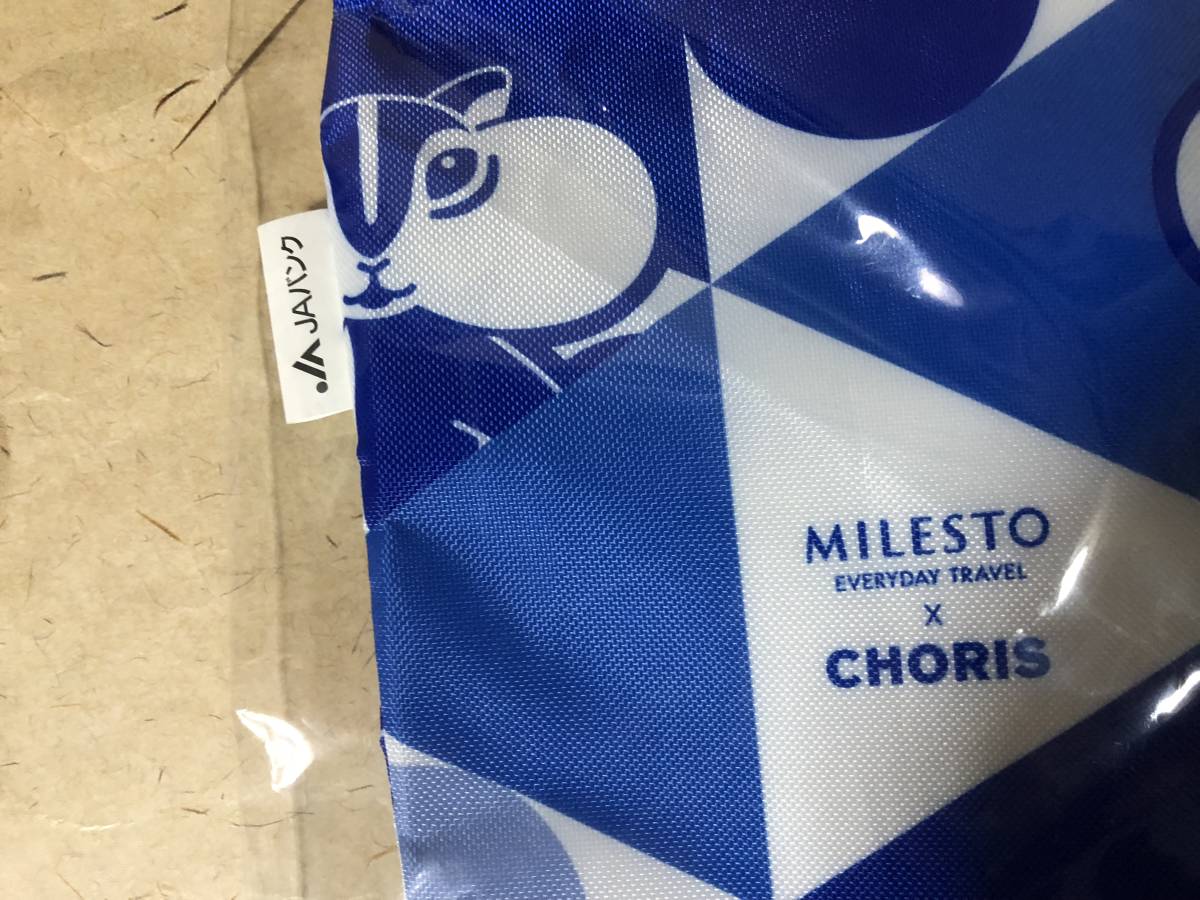 JAバンク
MILESTO
EVERYDAY TRAVEL
X
CHORIS